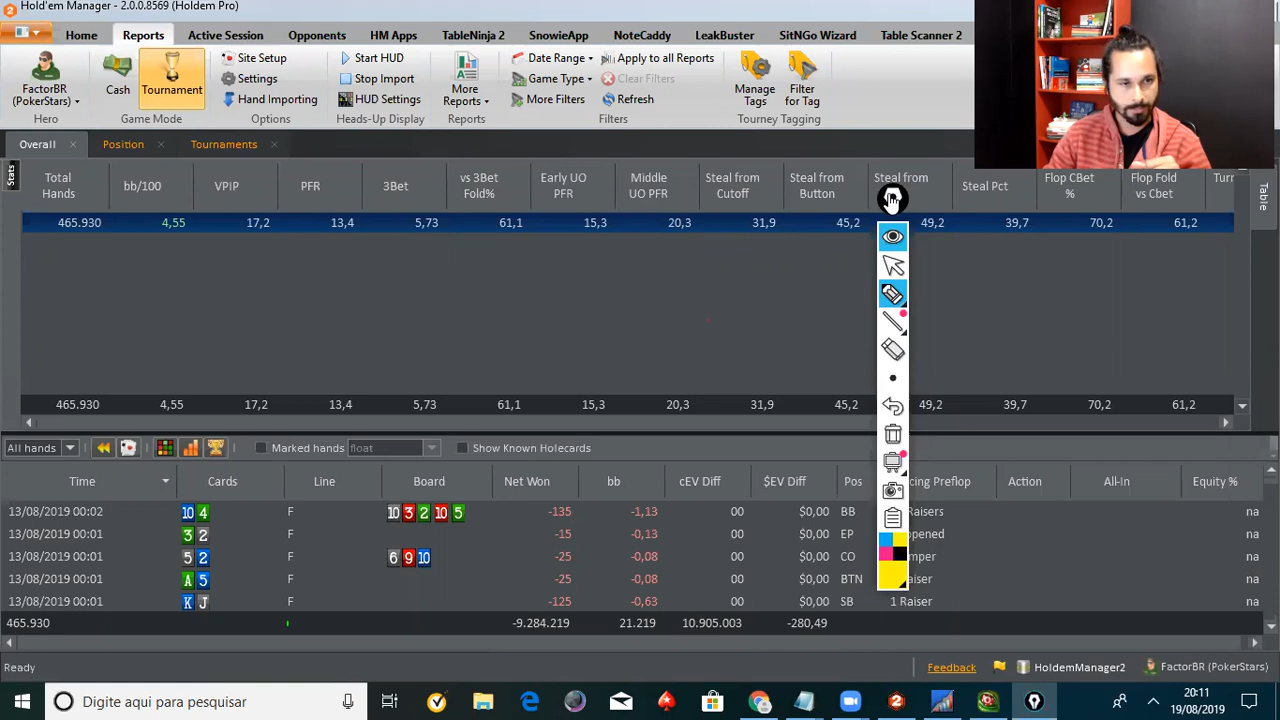 Hold'em Manager - 2.0.0.8569 (Holdem Pro)
Home Reports Active Session Opponents HM Apps TableNinja 2 SnowieApp NoteCaddy LeakBuster SitNGo Wizard Table Scanner 2
Site Setup Start HUD Date Range Apply to all Reports
FactorBR (PokerStars) Cash Tournament Settings Stop Import More Reports Game Type Clear Filters Manage Tags Filter for Tag
Hand Importing HUD Settings More Filters Refresh
Hero Game Mode Options Heads-Up Display Reports Filters Tourney Tagging
Overall Position Tournaments
Stats
Total Hands bb/100 VPIP PFR 3Bet vs 3Bet Fold% Early UO PFR Middle UO PFR Steal from Cutoff Steal from Button Steal from Steal Pct Flop CBet % Flop Fold vs Cbet Turr
Table
465.930 4,55 17,2 13,4 5,73 61,1 15,3 20,3 31,9 45,2 49,2 39,7 70,2 61,2
465.930 4,55 17,2 13,4 5,73 61,1 15,3 20,3 31,9 45,2 49,2 39,7 70,2 61,2
All hands Marked hands float Show Known Holecards
Time Cards Line Board Net Won bb cEV Diff $EV Diff Pos cing Preflop Action All-In Equity %
13/08/2019 00:02 10 4 F 10 3 2 10 5 -135 -1,13 00 $0,00 BB Raisers na
13/08/2019 00:01 3 2 F -15 -0,13 00 $0,00 EP opened na
13/08/2019 00:01 5 2 F 6 9 10 -25 -0,08 00 $0,00 CO mper na
13/08/2019 00:01 A 5 F -25 -0,08 00 $0,00 BTN aiser na
13/08/2019 00:01 K J F -125 -0,63 00 $0,00 SB 1 Raiser na
465.930 -9.284.219 21.219 10.905.003 -280,49
Ready Feedback HoldemManager2 FactorBR (PokerStars)
Digite aqui para pesquisar
20:11
19/08/2019